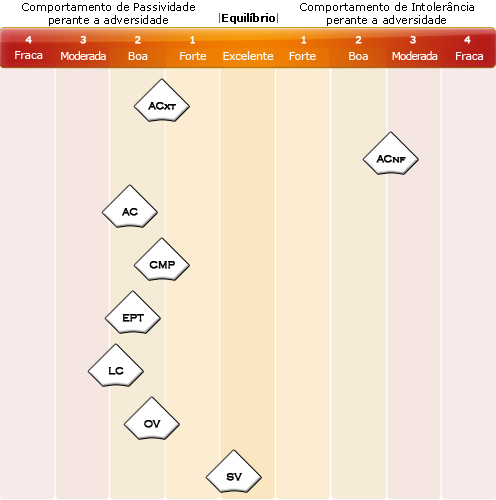 Comportamento de Passividade
perante a adversidade
|Equilíbrio|
Comportamento de Intolerância
perante a adversidade
4 3 2 1 1 2 3 4
Fraca Moderada Boa Forte Excelente Forte Boa Moderada Fraca
ACXT
ACNF
AC
CMP
EPT
LC
OV
SV